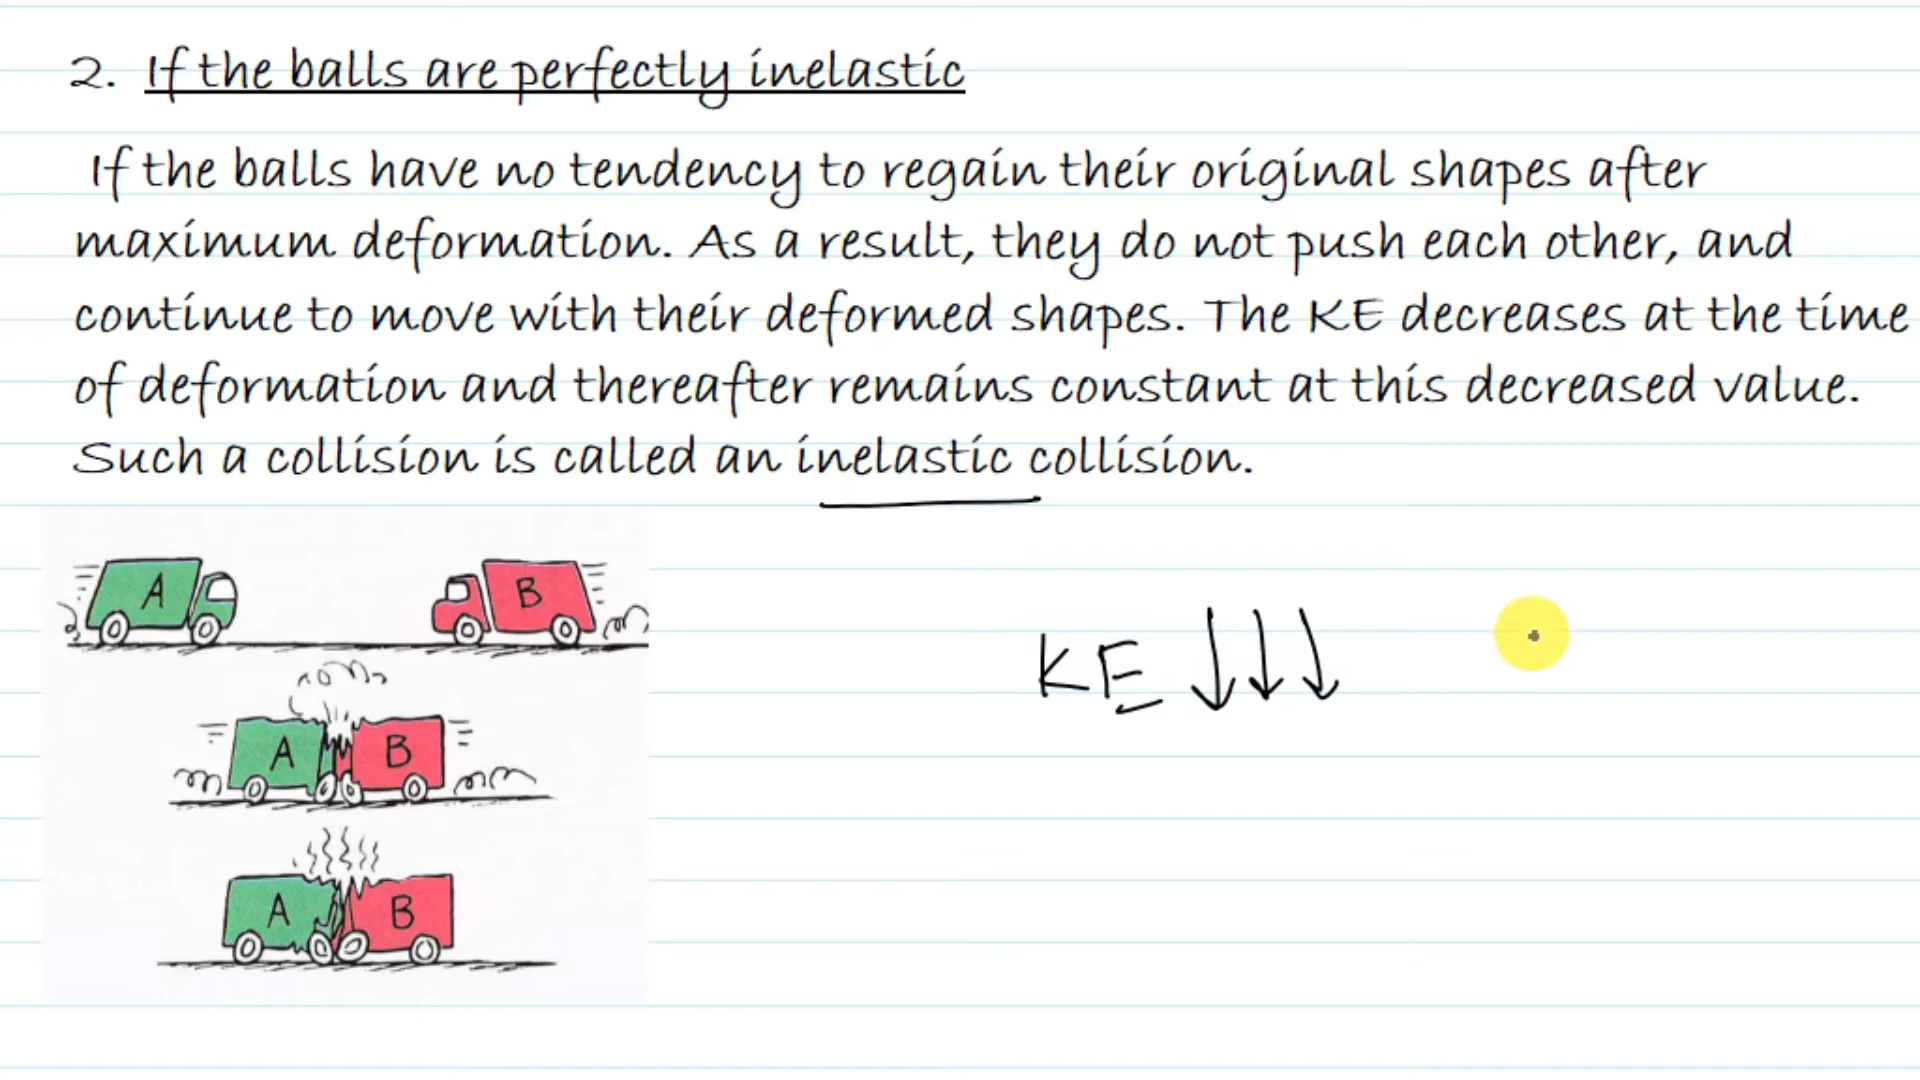 2. If the balls are perfectly inelastic
If the balls have no tendency to regain their original shapes after
maximum deformation. As a result, they do not push each other, and
continue to move with their deformed shapes. The KE decreases at the time
of deformation and thereafter remains constant at this decreased value.
Such a collision is called an inelastic collision.
A B
KE ↓↓↓
A B
A B